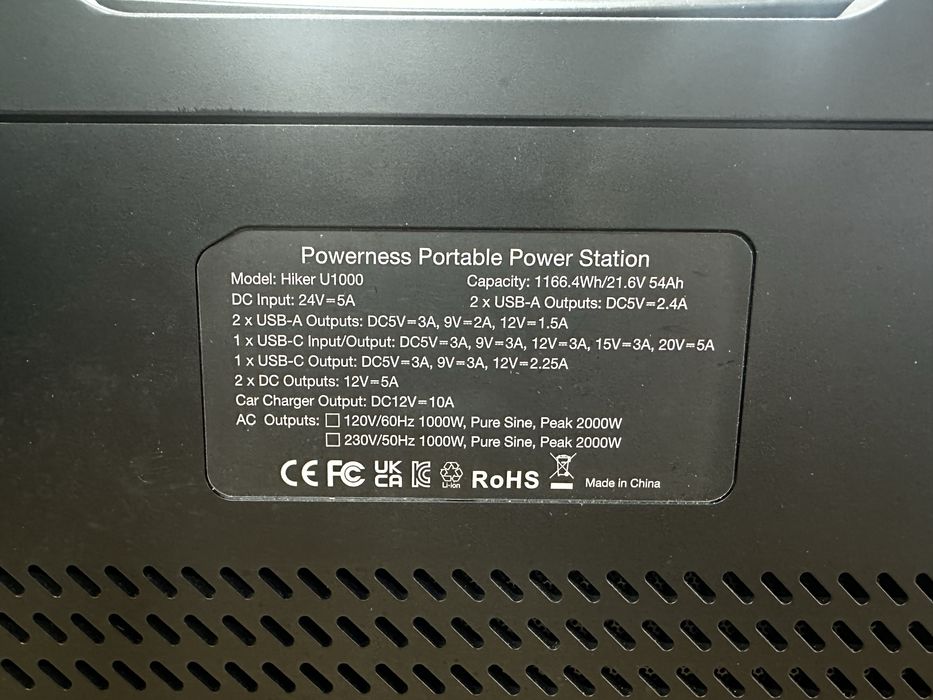 Powerness Portable Power Station
Model: Hiker U1000 Capacity: 1166.4Wh/21.6V 54Ah
DC Input: 24V⎓5A 2 x USB-A Outputs: DC5V⎓2.4A
2 x USB-A Outputs: DC5V⎓3A, 9V⎓2A, 12V⎓1.5A
1 x USB-C Input/Output: DC5V⎓3A, 9V⎓3A, 12V⎓3A, 15V⎓3A, 20V⎓5A
1 x USB-C Output: DC5V⎓3A, 9V⎓3A, 12V⎓2.25A
2 x DC Outputs: 12V⎓5A
Car Charger Output: DC12V⎓10A
AC Outputs: ☐ 120V/60Hz 1000W, Pure Sine, Peak 2000W
☐ 230V/50Hz 1000W, Pure Sine, Peak 2000W
CE FC UK CA Li-ion RoHS Made in China